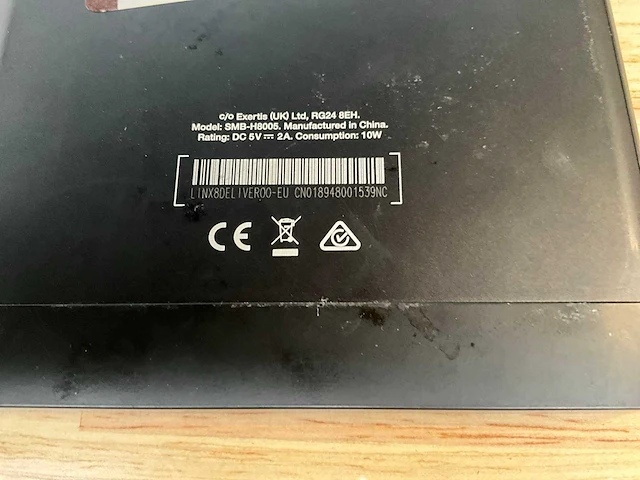 c/o Exertis (UK) Ltd, RG24 8EH.
Model: SMB-H8005. Manufactured in China.
Rating: DC 5V ⎓ 2A. Consumption: 10W
LINX8DELIVEROO-EU CN018948001539NC
CE